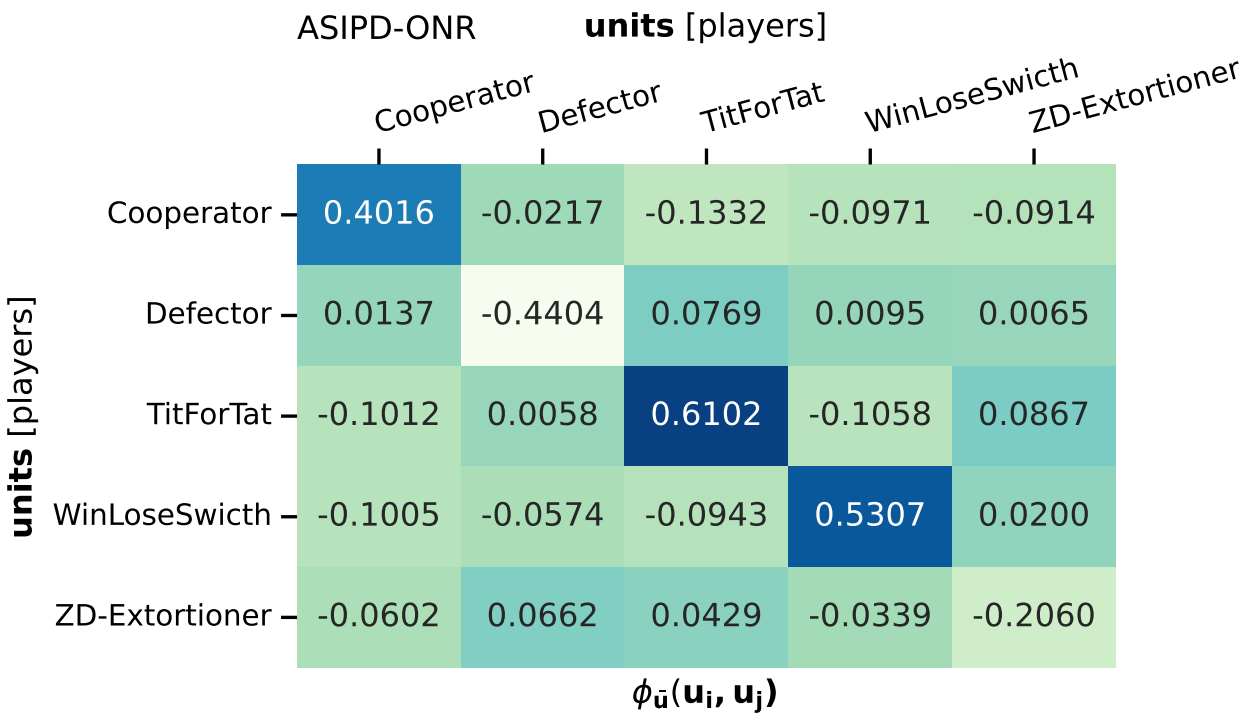 ASIPD-ONR units [players]
Cooperator Defector TitForTat WinLoseSwicth ZD-Extortioner
units [players]
Cooperator 0.4016 -0.0217 -0.1332 -0.0971 -0.0914
Defector 0.0137 -0.4404 0.0769 0.0095 0.0065
TitForTat -0.1012 0.0058 0.6102 -0.1058 0.0867
WinLoseSwicth -0.1005 -0.0574 -0.0943 0.5307 0.0200
ZD-Extortioner -0.0602 0.0662 0.0429 -0.0339 -0.2060
ϕ_ū(u_i, u_j)